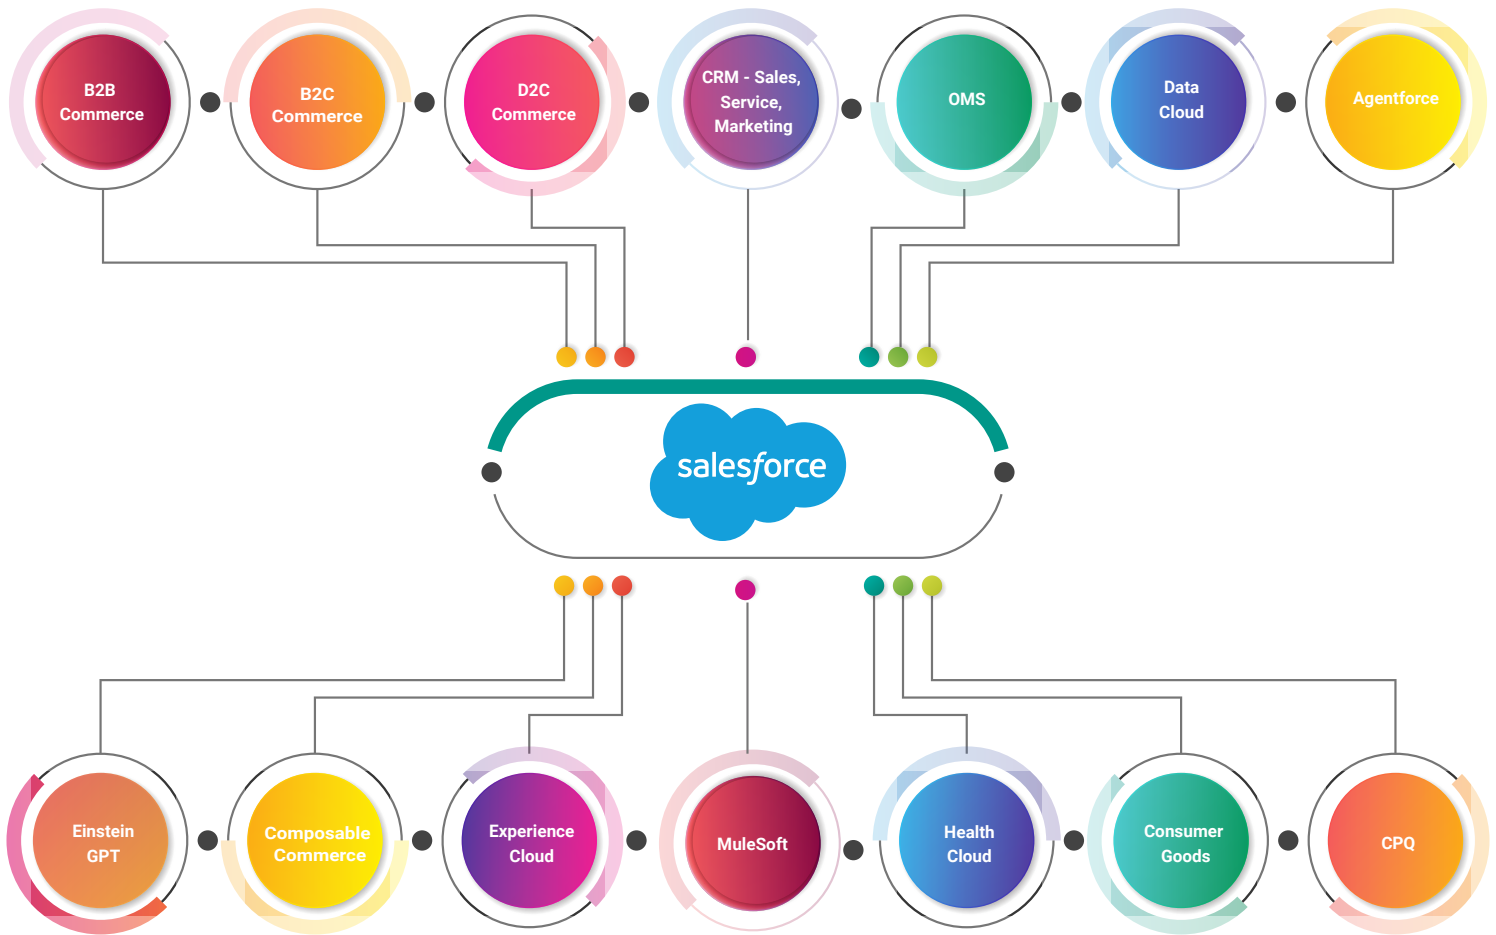 B2B
Commerce
B2C
Commerce
D2C
Commerce
CRM - Sales,
Service,
Marketing
OMS
Data
Cloud
Agentforce
salesforce
Einstein
GPT
Composable
Commerce
Experience
Cloud
MuleSoft
Health
Cloud
Consumer
Goods
CPQ